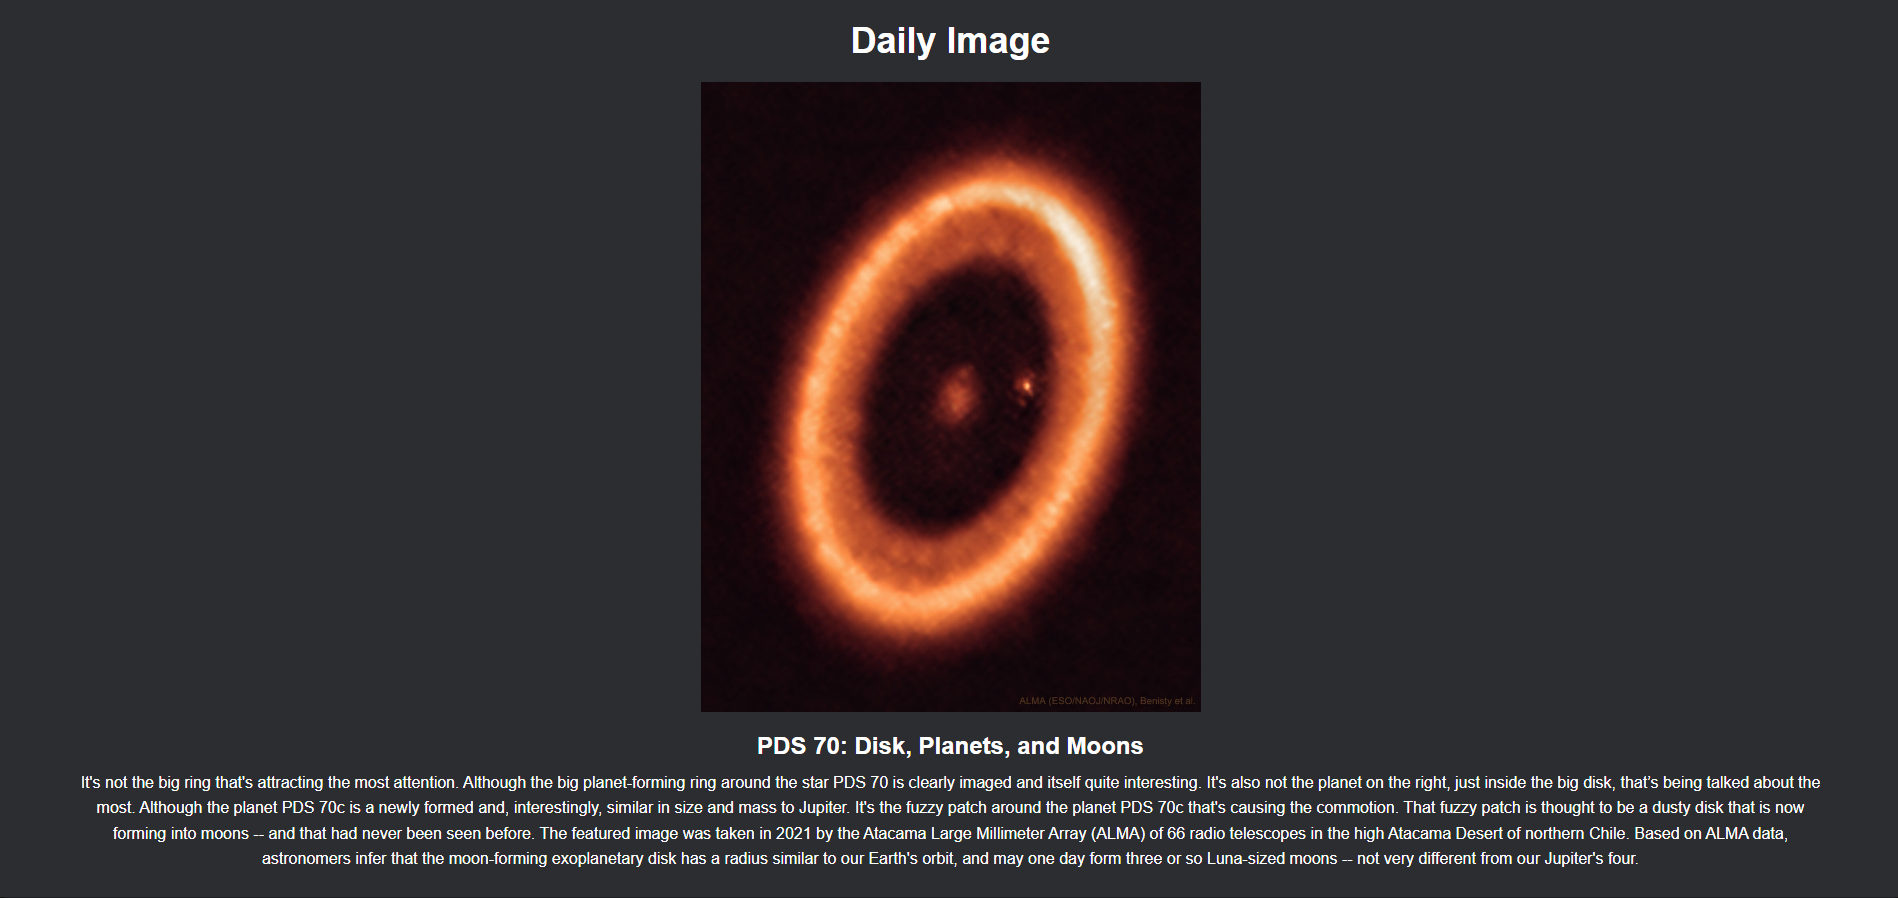 Daily Image
ALMA (ESO/NAOJ/NRAO), Benisty et al.
PDS 70: Disk, Planets, and Moons
It's not the big ring that's attracting the most attention. Although the big planet-forming ring around the star PDS 70 is clearly imaged and itself quite interesting. It's also not the planet on the right, just inside the big disk, that’s being talked about the
most. Although the planet PDS 70c is a newly formed and, interestingly, similar in size and mass to Jupiter. It's the fuzzy patch around the planet PDS 70c that's causing the commotion. That fuzzy patch is thought to be a dusty disk that is now
forming into moons -- and that had never been seen before. The featured image was taken in 2021 by the Atacama Large Millimeter Array (ALMA) of 66 radio telescopes in the high Atacama Desert of northern Chile. Based on ALMA data,
astronomers infer that the moon-forming exoplanetary disk has a radius similar to our Earth's orbit, and may one day form three or so Luna-sized moons -- not very different from our Jupiter's four.